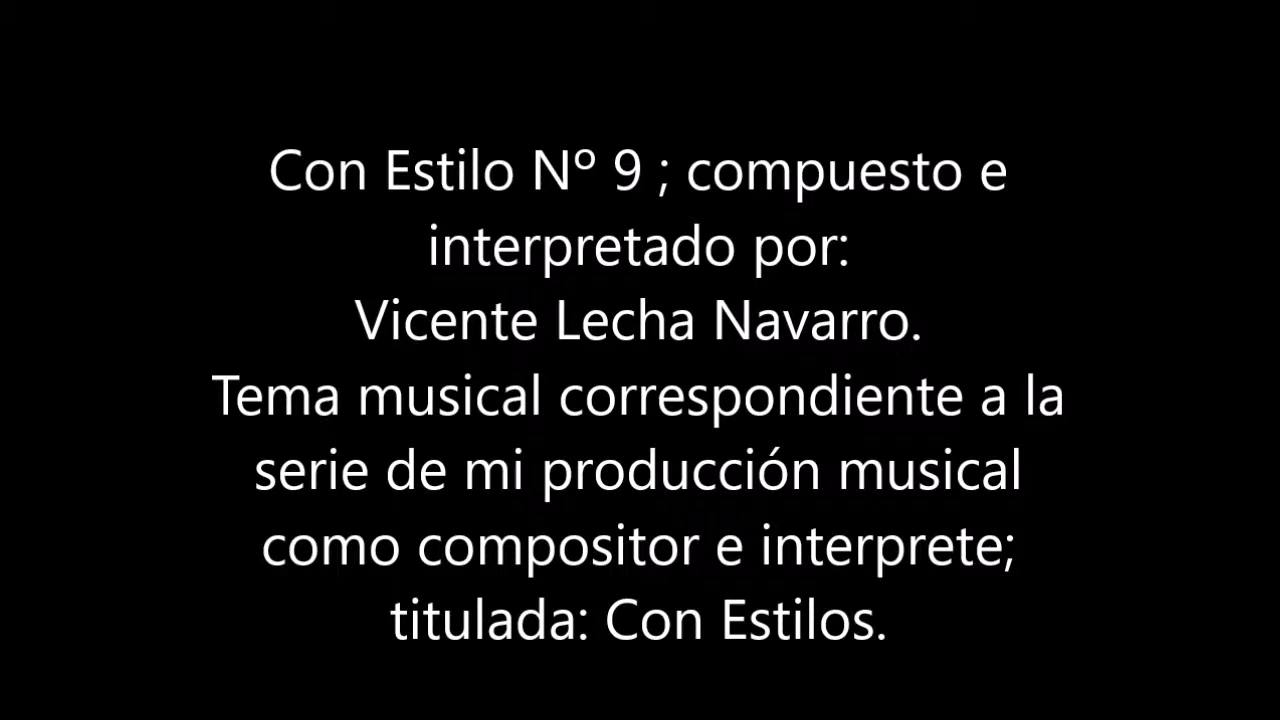 Con Estilo Nº 9 ; compuesto e
interpretado por:
Vicente Lecha Navarro.
Tema musical correspondiente a la
serie de mi producción musical
como compositor e interprete;
titulada: Con Estilos.